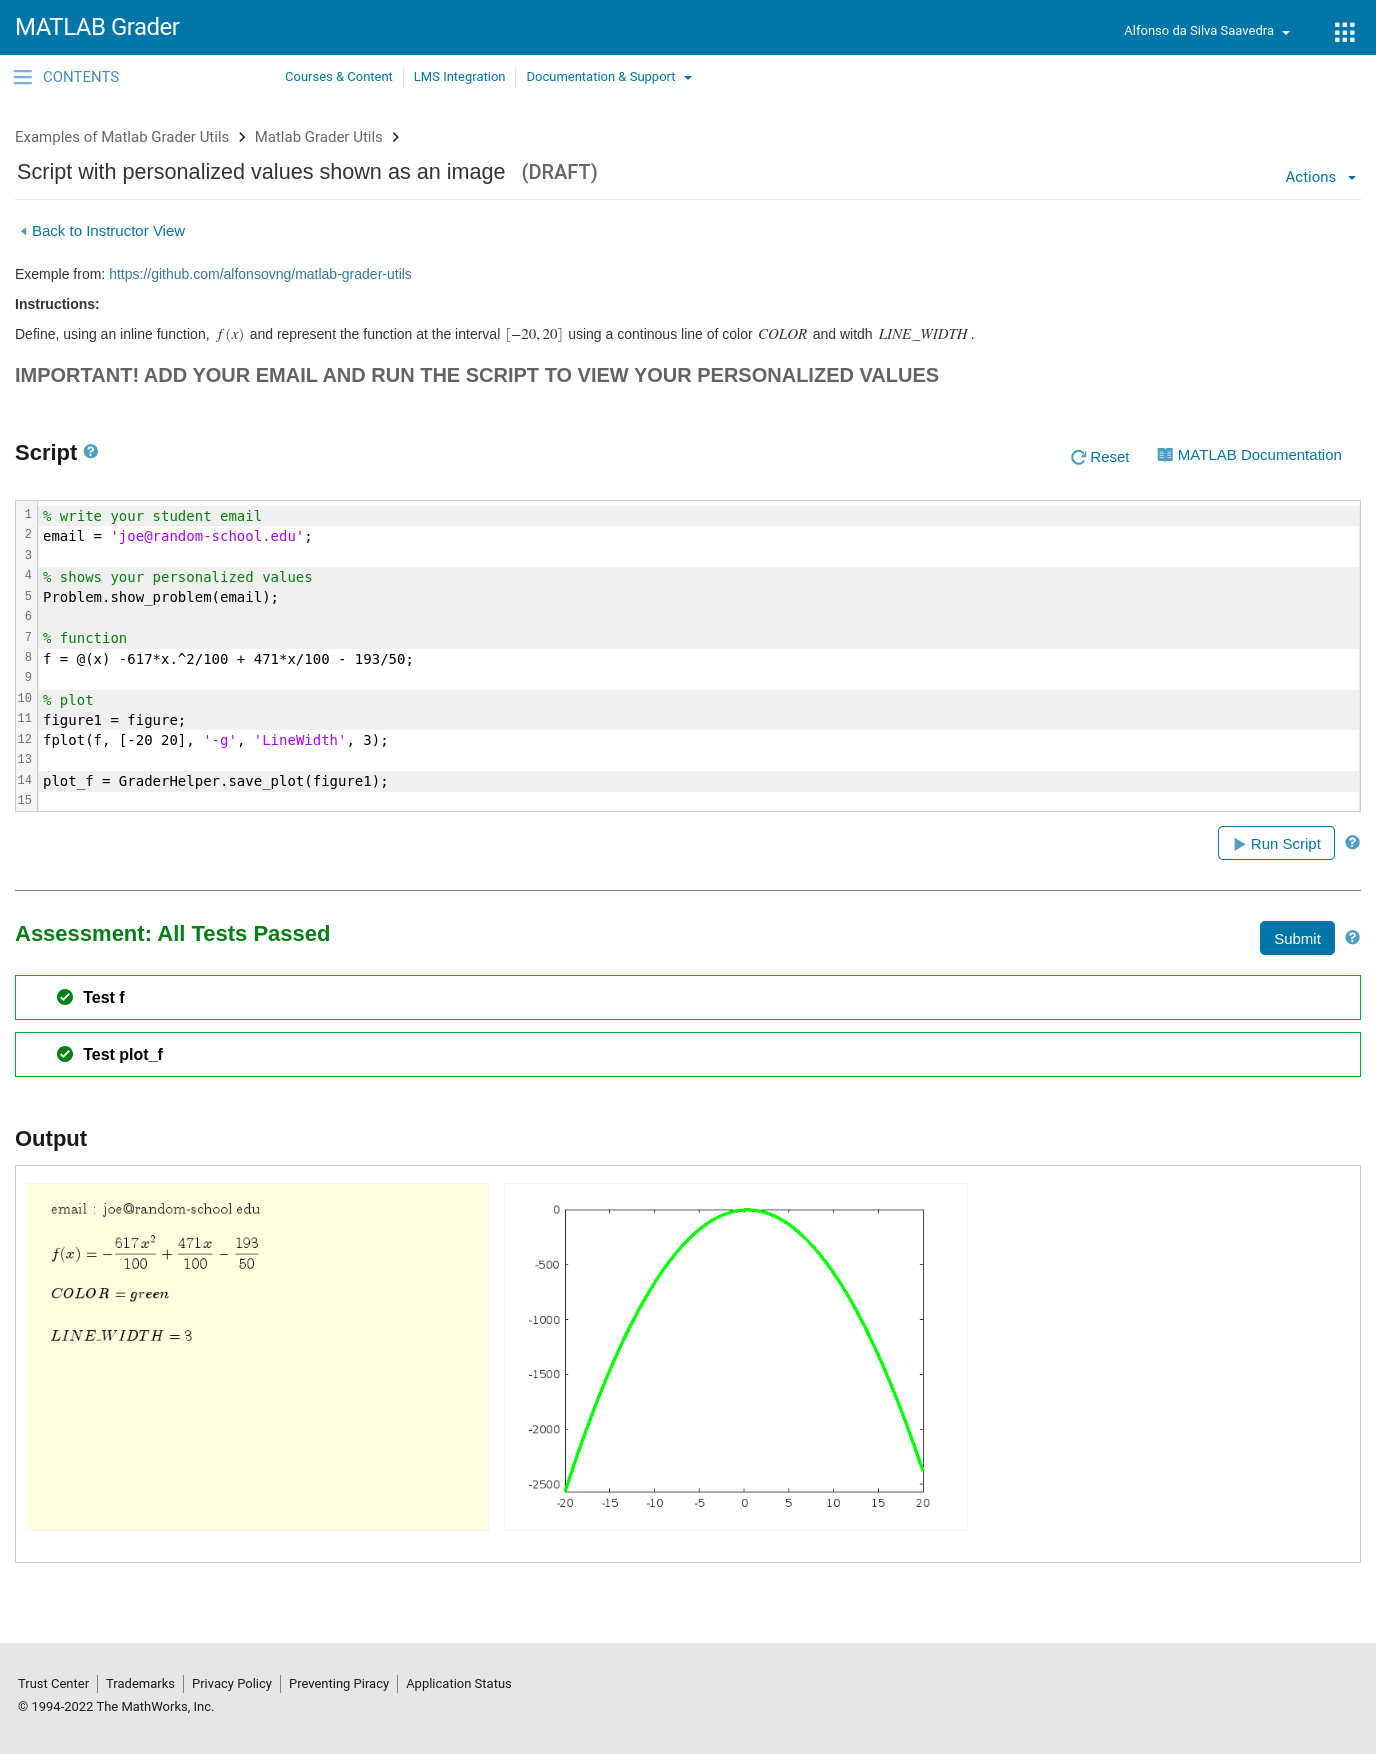 MATLAB Grader
Alfonso da Silva Saavedra
CONTENTS
Courses & Content
LMS Integration
Documentation & Support
Examples of Matlab Grader Utils
Matlab Grader Utils
Script with personalized values shown as an image (DRAFT)
Actions
Back to Instructor View
Exemple from: https://github.com/alfonsovng/matlab-grader-utils
Instructions:
Define, using an inline function, f(x) and represent the function at the interval [−20, 20] using a continous line of color COLOR and witdh LINE_WIDTH.
IMPORTANT! ADD YOUR EMAIL AND RUN THE SCRIPT TO VIEW YOUR PERSONALIZED VALUES
Script
Reset
MATLAB Documentation
1 % write your student email
2 email = 'joe@random-school.edu';
3
4 % shows your personalized values
5 Problem.show_problem(email);
6
7 % function
8 f = @(x) -617*x.^2/100 + 471*x/100 - 193/50;
9
10 % plot
11 figure1 = figure;
12 fplot(f, [-20 20], '-g', 'LineWidth', 3);
13
14 plot_f = GraderHelper.save_plot(figure1);
15
Run Script
Assessment: All Tests Passed
Submit
Test f
Test plot_f
Output
email : joe@random-school.edu
f(x) = −617x²/100 + 471x/100 − 193/50
COLOR = green
LINE_WIDTH = 3
0
-500
-1000
-1500
-2000
-2500
-20 -15 -10 -5 0 5 10 15 20
Trust Center
Trademarks
Privacy Policy
Preventing Piracy
Application Status
© 1994-2022 The MathWorks, Inc.